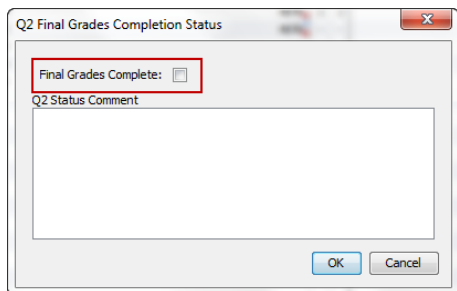 Q2 Final Grades Completion Status
Final Grades Complete:
Q2 Status Comment
OK Cancel